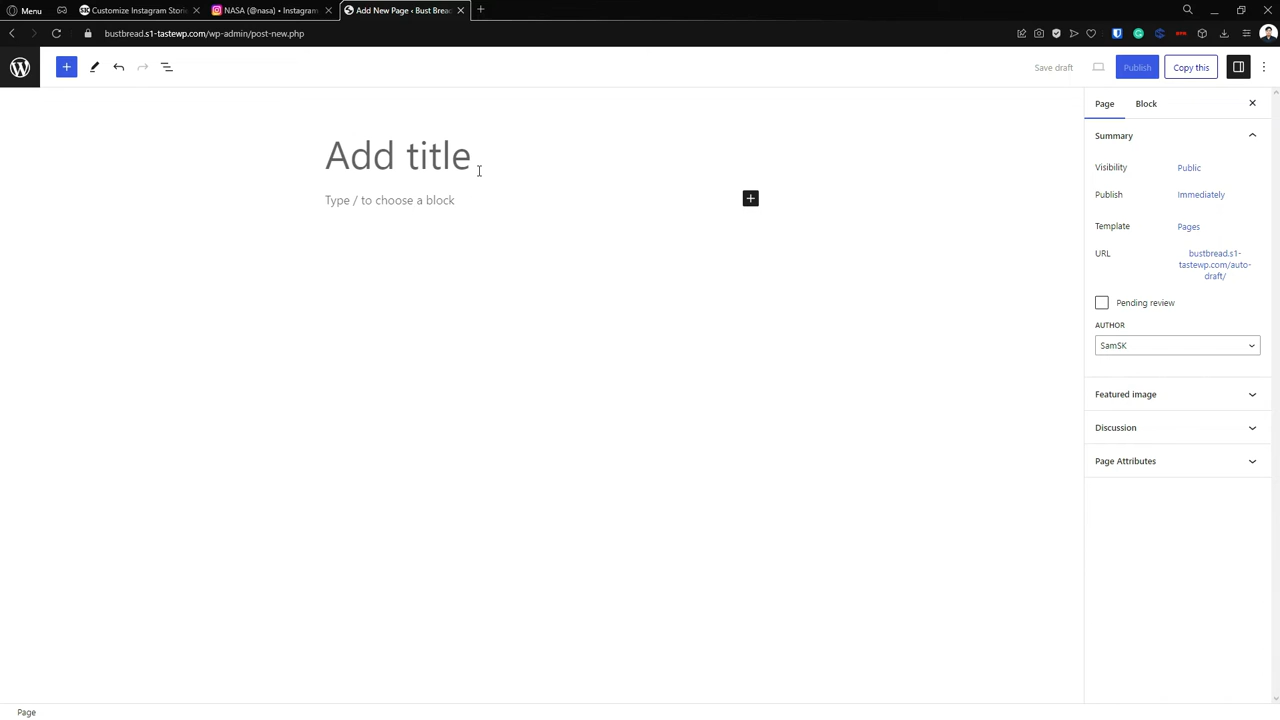 Menu
Customize Instagram Storie
NASA (@nasa) • Instagram
Add New Page ‹ Bust Brea
bustbread.s1-tastewp.com/wp-admin/post-new.php
Save draft
Publish
Copy this
Page
Block
Add title
Type / to choose a block
Summary
Visibility
Public
Publish
Immediately
Template
Pages
URL
bustbread.s1-
tastewp.com/auto-
draft/
Pending review
AUTHOR
SamSK
Featured image
Discussion
Page Attributes
Page